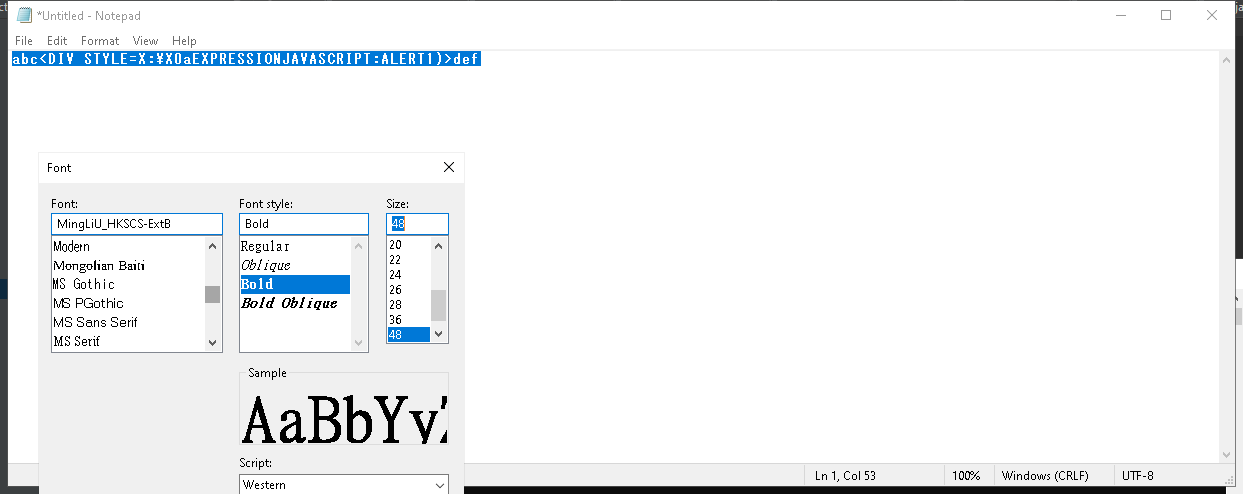 *Untitled - Notepad
File Edit Format View Help
abc<DIV STYLE=X:¥X0aEXPRESSIONJAVASCRIPT:ALERT1)>def
Font
Font: Font style: Size:
MingLiU_HKSCS-ExtB Bold 48
Modern Regular 20
Mongolian Baiti Oblique 22
MS Gothic Bold 24
MS PGothic Bold Oblique 26
MS Sans Serif 28
MS Serif 36
48
Sample
AaBbYy
Script:
Western
Ln 1, Col 53 100% Windows (CRLF) UTF-8